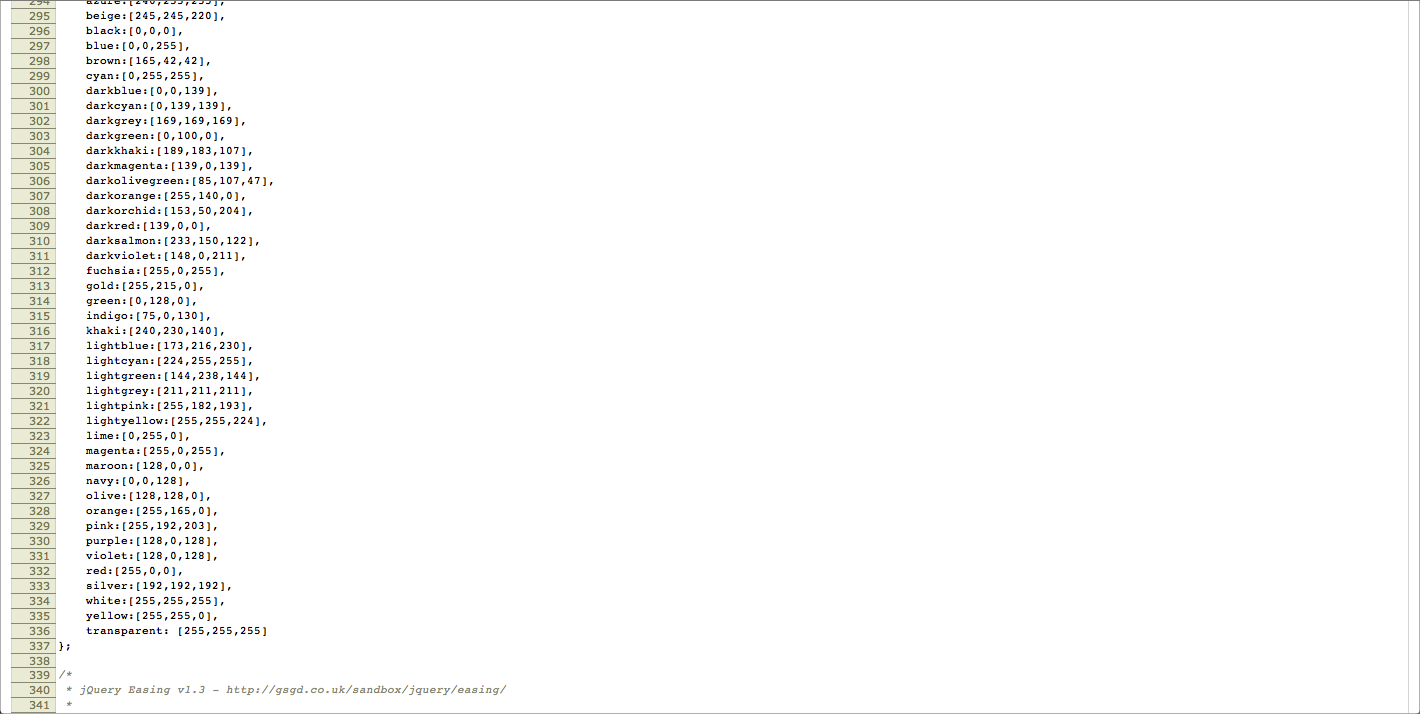 294 azure:[240,255,255],
295 beige:[245,245,220],
296 black:[0,0,0],
297 blue:[0,0,255],
298 brown:[165,42,42],
299 cyan:[0,255,255],
300 darkblue:[0,0,139],
301 darkcyan:[0,139,139],
302 darkgrey:[169,169,169],
303 darkgreen:[0,100,0],
304 darkkhaki:[189,183,107],
305 darkmagenta:[139,0,139],
306 darkolivegreen:[85,107,47],
307 darkorange:[255,140,0],
308 darkorchid:[153,50,204],
309 darkred:[139,0,0],
310 darksalmon:[233,150,122],
311 darkviolet:[148,0,211],
312 fuchsia:[255,0,255],
313 gold:[255,215,0],
314 green:[0,128,0],
315 indigo:[75,0,130],
316 khaki:[240,230,140],
317 lightblue:[173,216,230],
318 lightcyan:[224,255,255],
319 lightgreen:[144,238,144],
320 lightgrey:[211,211,211],
321 lightpink:[255,182,193],
322 lightyellow:[255,255,224],
323 lime:[0,255,0],
324 magenta:[255,0,255],
325 maroon:[128,0,0],
326 navy:[0,0,128],
327 olive:[128,128,0],
328 orange:[255,165,0],
329 pink:[255,192,203],
330 purple:[128,0,128],
331 violet:[128,0,128],
332 red:[255,0,0],
333 silver:[192,192,192],
334 white:[255,255,255],
335 yellow:[255,255,0],
336 transparent: [255,255,255]
337 };
338
339 /*
340 * jQuery Easing v1.3 - http://gsgd.co.uk/sandbox/jquery/easing/
341 *